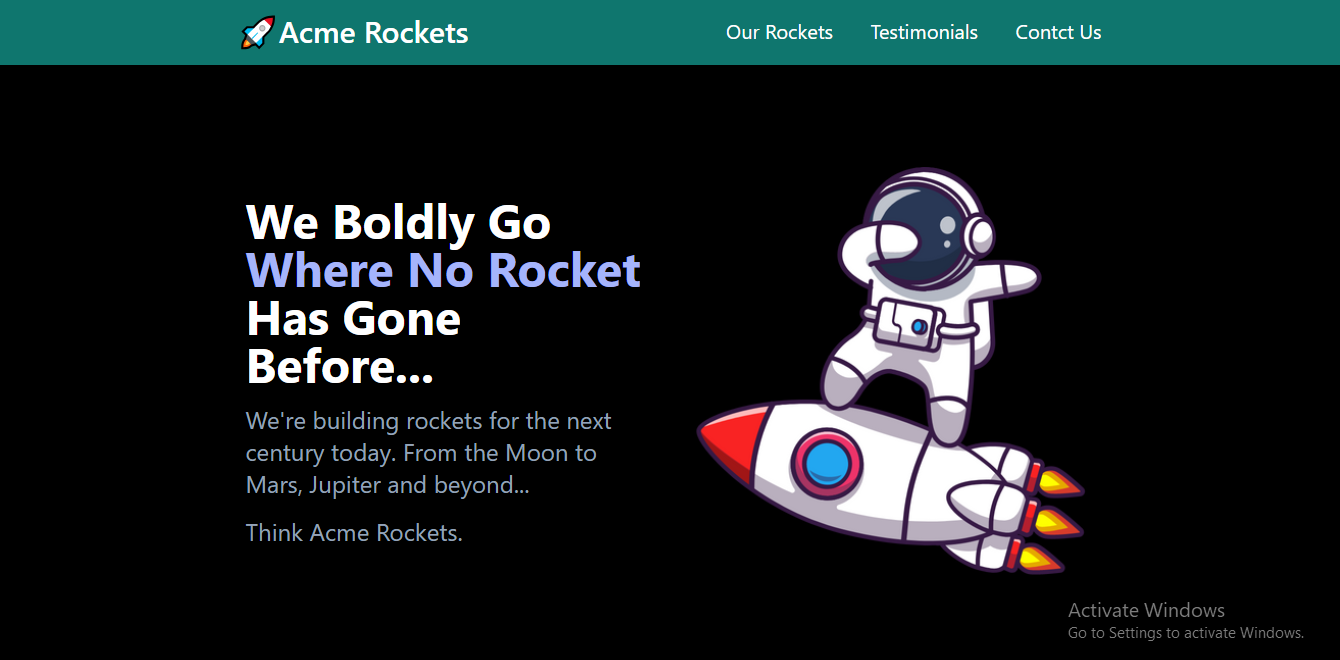 Acme Rockets
Our Rockets
Testimonials
Contct Us
We Boldly Go
Where No Rocket
Has Gone
Before...
We're building rockets for the next
century today. From the Moon to
Mars, Jupiter and beyond...
Think Acme Rockets.
Activate Windows
Go to Settings to activate Windows.